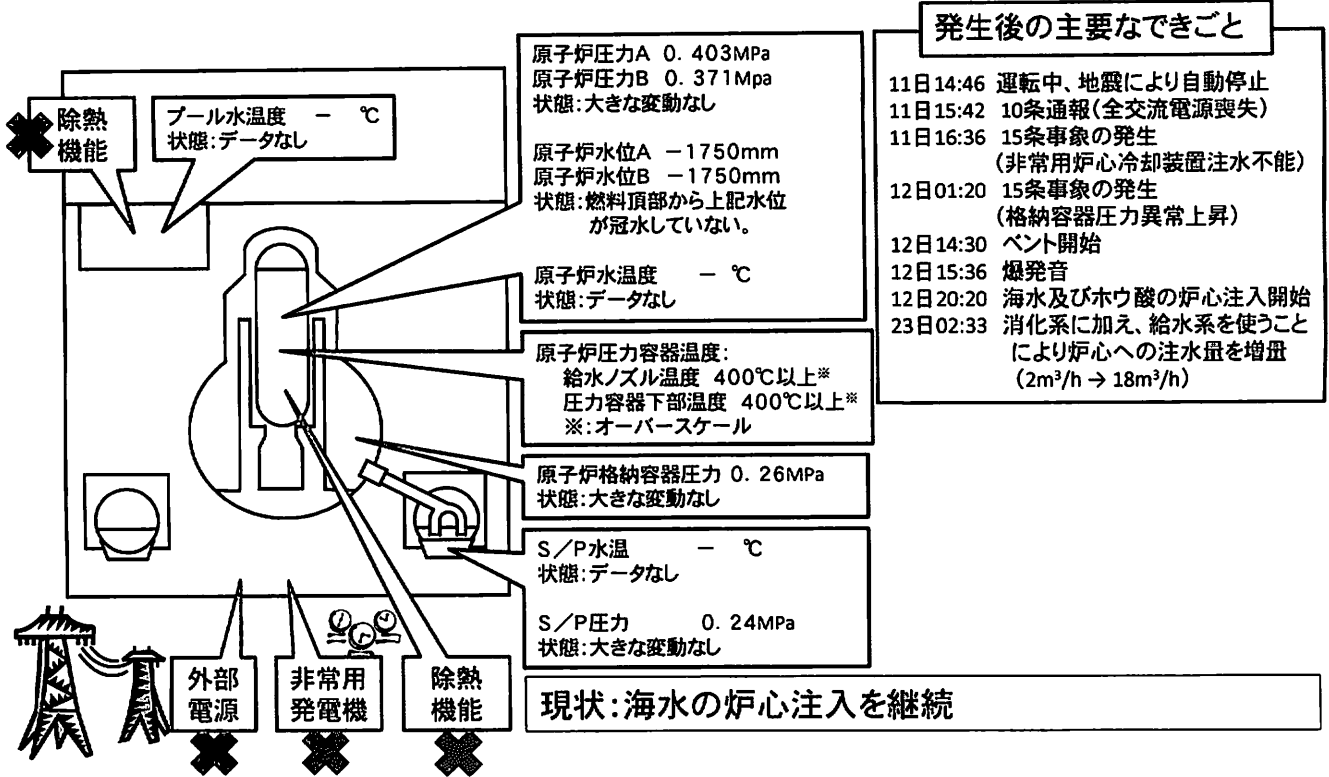 発生後の主要なできごと
11日14:46 運転中、地震により自動停止
11日15:42 10条通報(全交流電源喪失)
11日16:36 15条事象の発生
(非常用炉心冷却装置注水不能)
12日01:20 15条事象の発生
(格納容器圧力異常上昇)
12日14:30 ベント開始
12日15:36 爆発音
12日20:20 海水及びホウ酸の炉心注入開始
23日02:33 消化系に加え、給水系を使うこと
により炉心への注水量を増量
(2m³/h → 18m³/h)
除熱
機能
プール水温度 － ℃
状態:データなし
原子炉圧力A 0. 403MPa
原子炉圧力B 0. 371Mpa
状態:大きな変動なし
原子炉水位A －1750mm
原子炉水位B －1750mm
状態:燃料頂部から上記水位
が冠水していない。
原子炉水温度 － ℃
状態:データなし
原子炉圧力容器温度:
給水ノズル温度 400℃以上※
圧力容器下部温度 400℃以上※
※:オーバースケール
原子炉格納容器圧力 0. 26MPa
状態:大きな変動なし
S／P水温 － ℃
状態:データなし
S／P圧力 0. 24MPa
状態:大きな変動なし
外部
電源
非常用
発電機
除熱
機能
現状:海水の炉心注入を継続